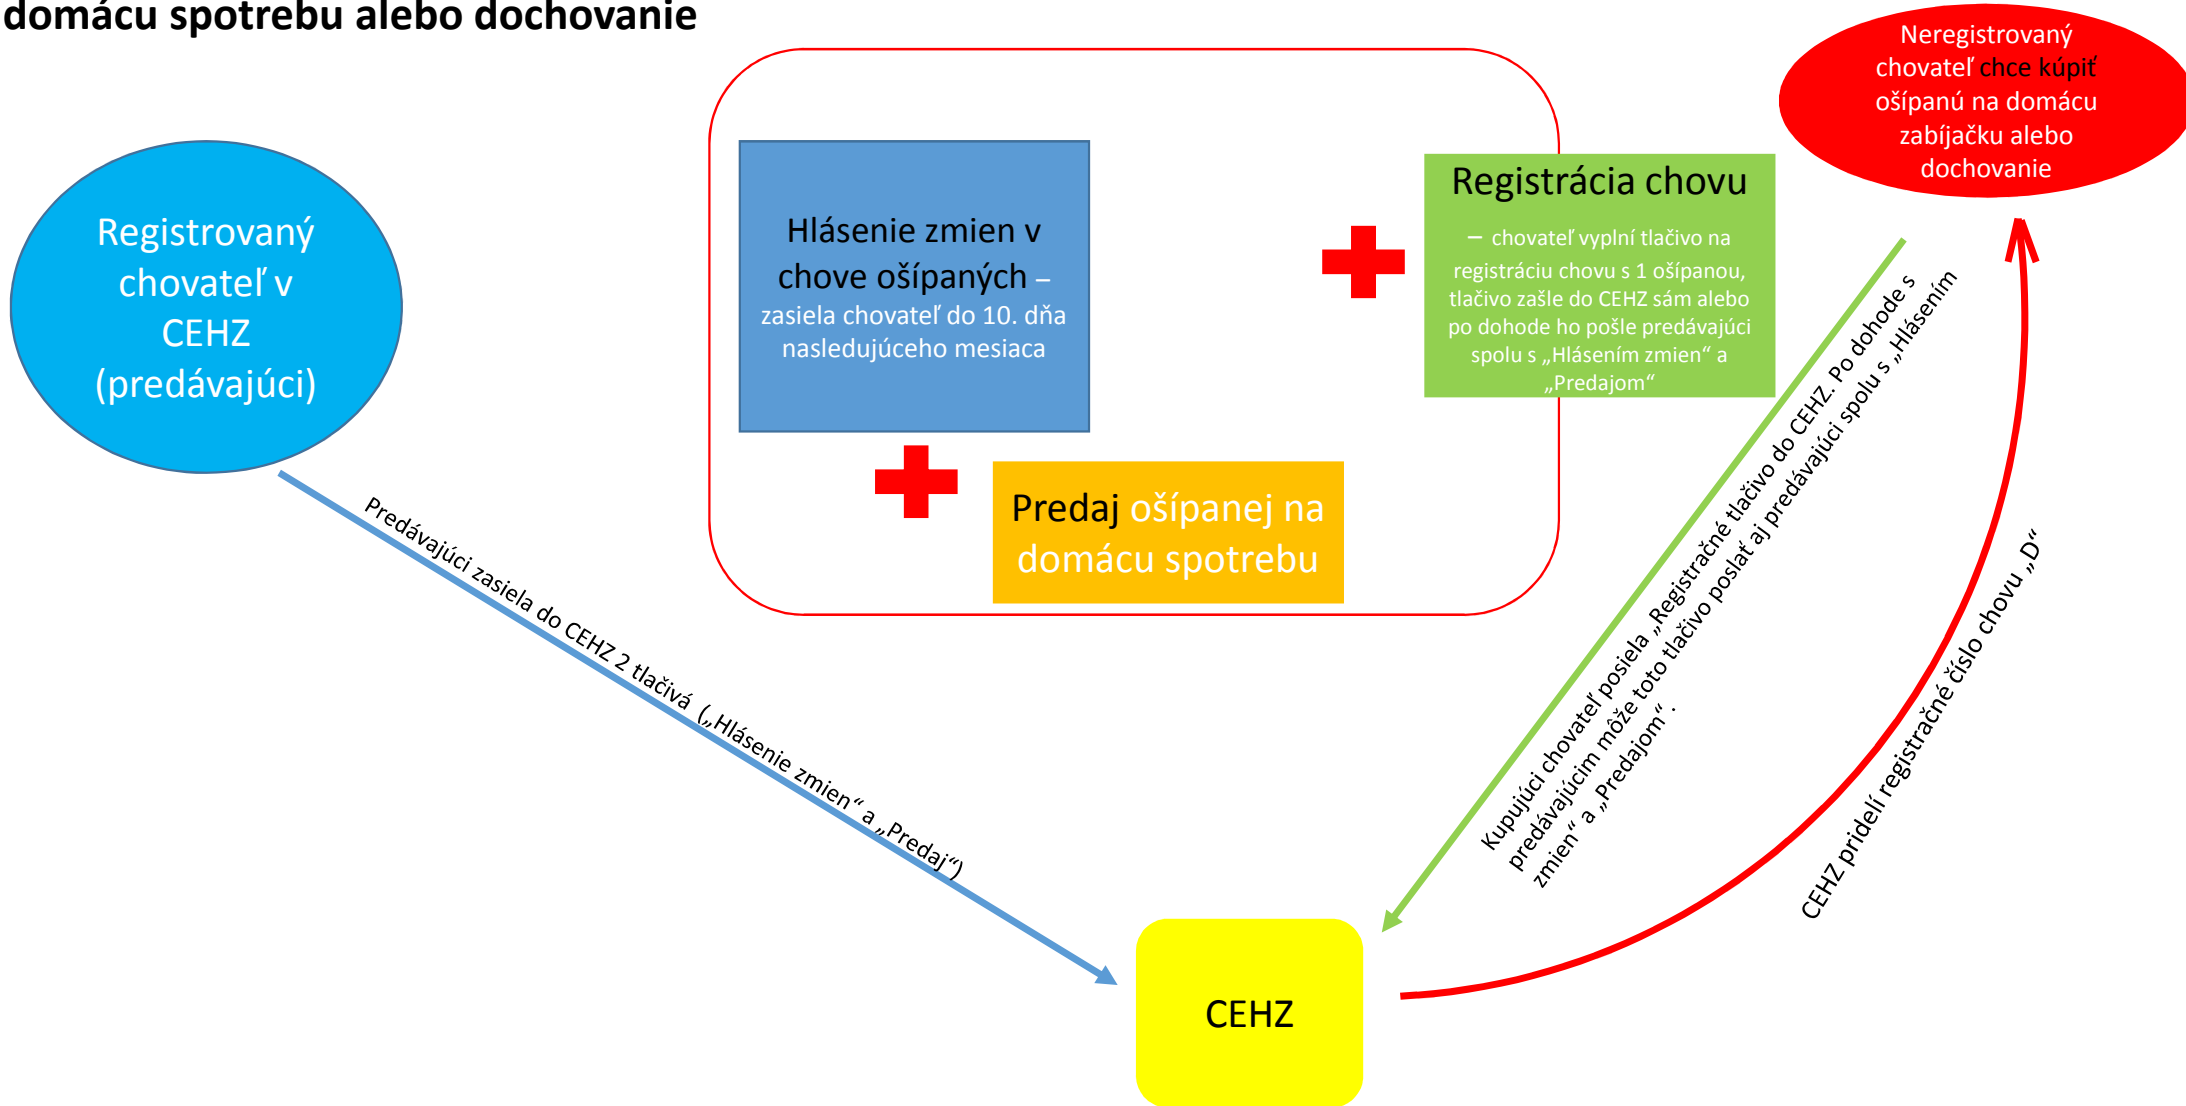 domácu spotrebu alebo dochovanie
Neregistrovaný
chovateľ chce kúpiť
ošípanú na domácu
zabíjačku alebo
dochovanie
Registrovaný
chovateľ v
CEHZ
(predávajúci)
Hlásenie zmien v
chove ošípaných –
zasiela chovateľ do 10. dňa
nasledujúceho mesiaca
Registrácia chovu
– chovateľ vyplní tlačivo na
registráciu chovu s 1 ošípanou,
tlačivo zašle do CEHZ sám alebo
po dohode ho pošle predávajúci
spolu s „Hlásením zmien“ a
„Predajom“
Predaj ošípanej na
domácu spotrebu
Predávajúci zasiela do CEHZ 2 tlačivá („Hlásenie zmien“ a „Predaj“)
Kupujúci chovateľ posiela „Registračné tlačivo do CEHZ. Po dohode s
predávajúcim môže toto tlačivo poslať aj predávajúci spolu s „Hlásením
zmien“ a „Predajom“.
CEHZ pridelí registračné číslo chovu „D“
CEHZ